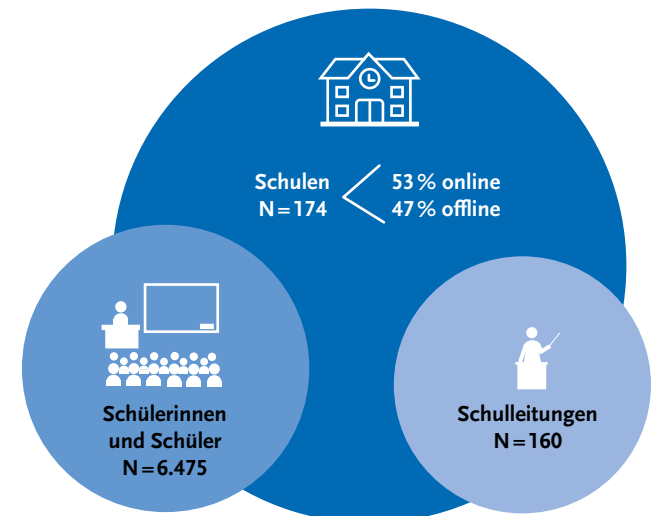 Schulen
N = 174
53 % online
47 % offline
Schülerinnen
und Schüler
N = 6.475
Schulleitungen
N = 160